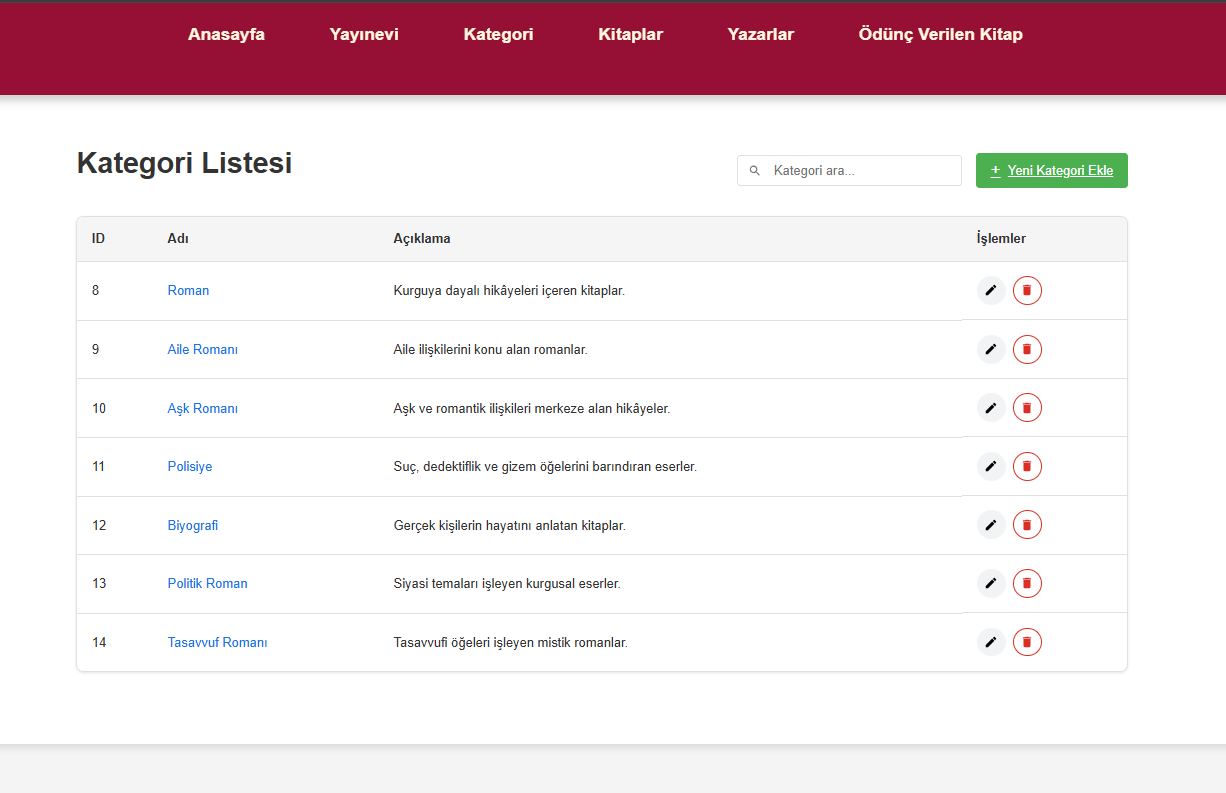 Anasayfa Yayınevi Kategori Kitaplar Yazarlar Ödünç Verilen Kitap
Kategori Listesi
Kategori ara...
+ Yeni Kategori Ekle
ID Adı Açıklama İşlemler
8 Roman Kurguya dayalı hikâyeleri içeren kitaplar.
9 Aile Romanı Aile ilişkilerini konu alan romanlar.
10 Aşk Romanı Aşk ve romantik ilişkileri merkeze alan hikâyeler.
11 Polisiye Suç, dedektiflik ve gizem öğelerini barındıran eserler.
12 Biyografi Gerçek kişilerin hayatını anlatan kitaplar.
13 Politik Roman Siyasi temaları işleyen kurgusal eserler.
14 Tasavvuf Romanı Tasavvufi öğeleri işleyen mistik romanlar.